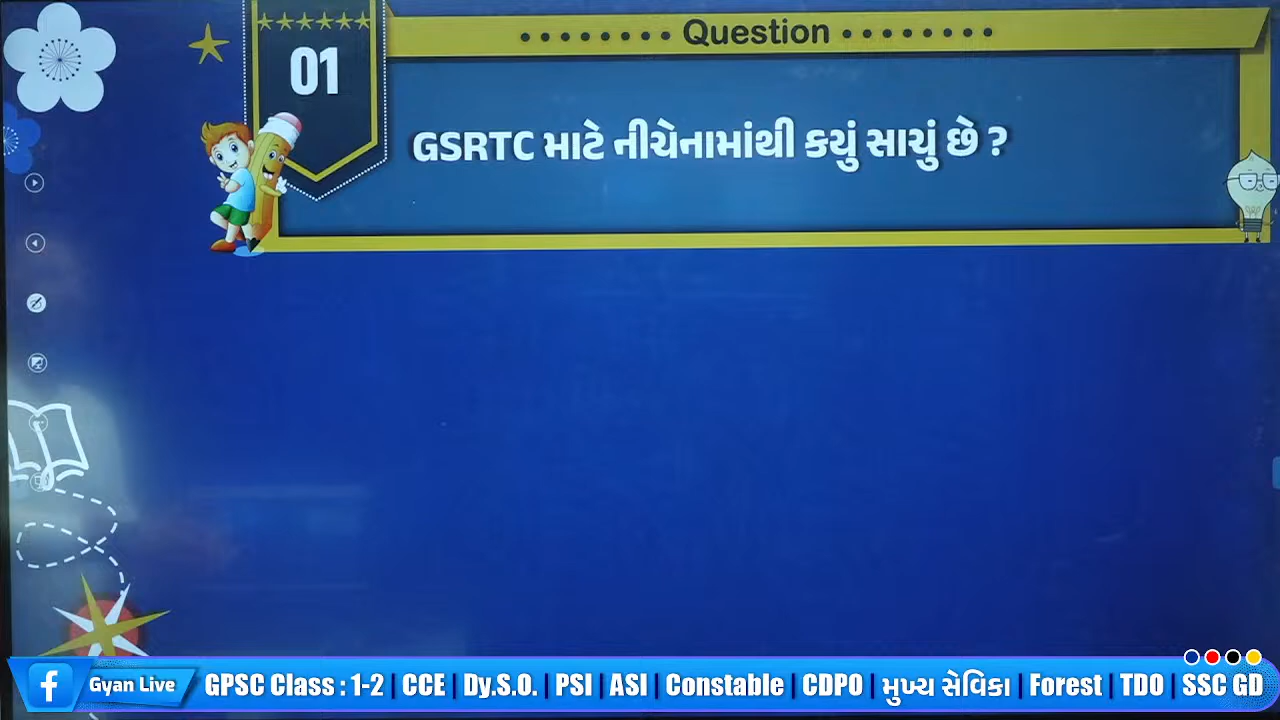 Question
01
GSRTC માટે નીચેનામાંથી કયું સાચું છે ?
Gyan Live
GPSC Class : 1-2 | CCE | Dy.S.O. | PSI | ASI | Constable | CDPO | મુખ્ય સેવિકા | Forest | TDO | SSC GD